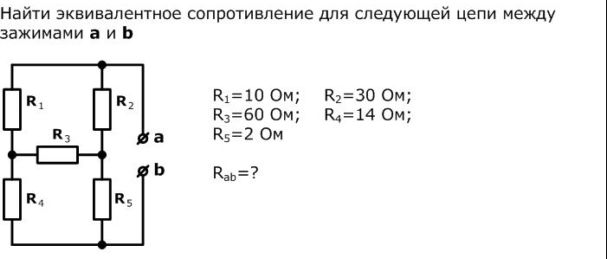 Найти эквивалентное сопротивление для следующей цепи между
зажимами a и b
R₁
R₂
R₃
a
b
R₄
R₅
R₁=10 Ом; R₂=30 Ом;
R₃=60 Ом; R₄=14 Ом;
R₅=2 Ом
Rab=?